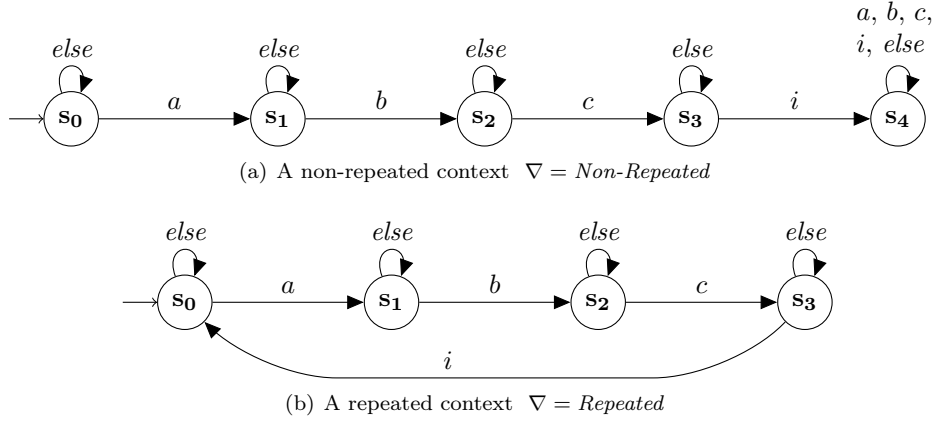 a, b, c,
else else else else i, else
s₀ a s₁ b s₂ c s₃ i s₄
(a) A non-repeated context ∇ = Non-Repeated
else else else else
s₀ a s₁ b s₂ c s₃
i
(b) A repeated context ∇ = Repeated